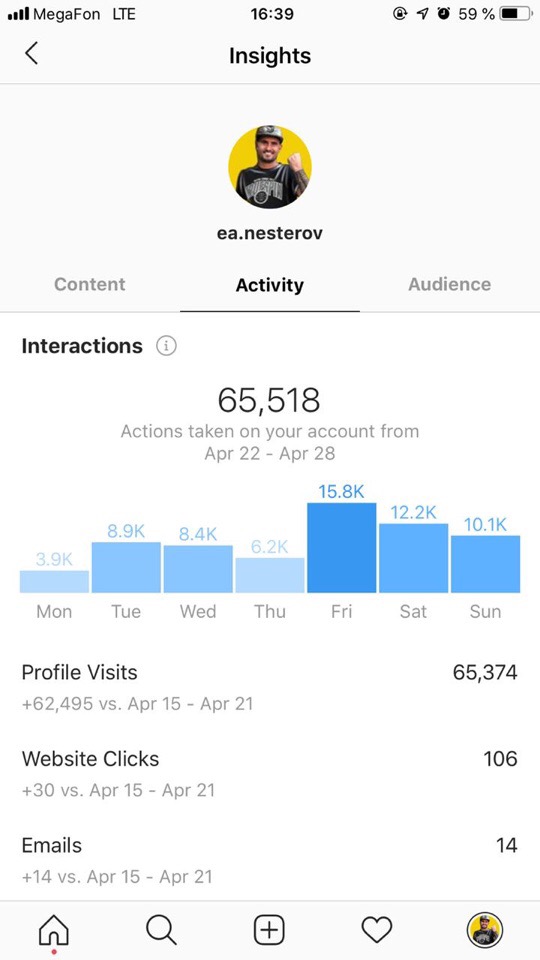 MegaFon LTE 16:39 59 %
Insights
ea.nesterov
Content Activity Audience
Interactions
65,518
Actions taken on your account from
Apr 22 - Apr 28
3.9K 8.9K 8.4K 6.2K 15.8K 12.2K 10.1K
Mon Tue Wed Thu Fri Sat Sun
Profile Visits 65,374
+62,495 vs. Apr 15 - Apr 21
Website Clicks 106
+30 vs. Apr 15 - Apr 21
Emails 14
+14 vs. Apr 15 - Apr 21